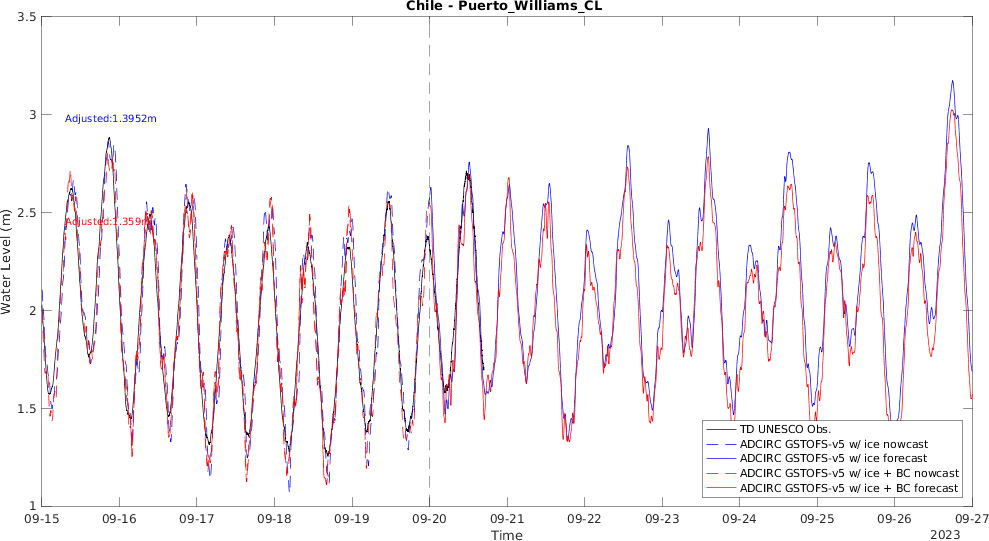 Chile - Puerto_Williams_CL
3.5
3
2.5
2
1.5
1
Water Level (m)
Adjusted:1.3952m
Adjusted:1.359m
TD UNESCO Obs.
ADCIRC GSTOFS-v5 w/ ice nowcast
ADCIRC GSTOFS-v5 w/ ice forecast
ADCIRC GSTOFS-v5 w/ ice + BC nowcast
ADCIRC GSTOFS-v5 w/ ice + BC forecast
09-15 09-16 09-17 09-18 09-19 09-20 09-21 09-22 09-23 09-24 09-25 09-26 09-27
Time
2023